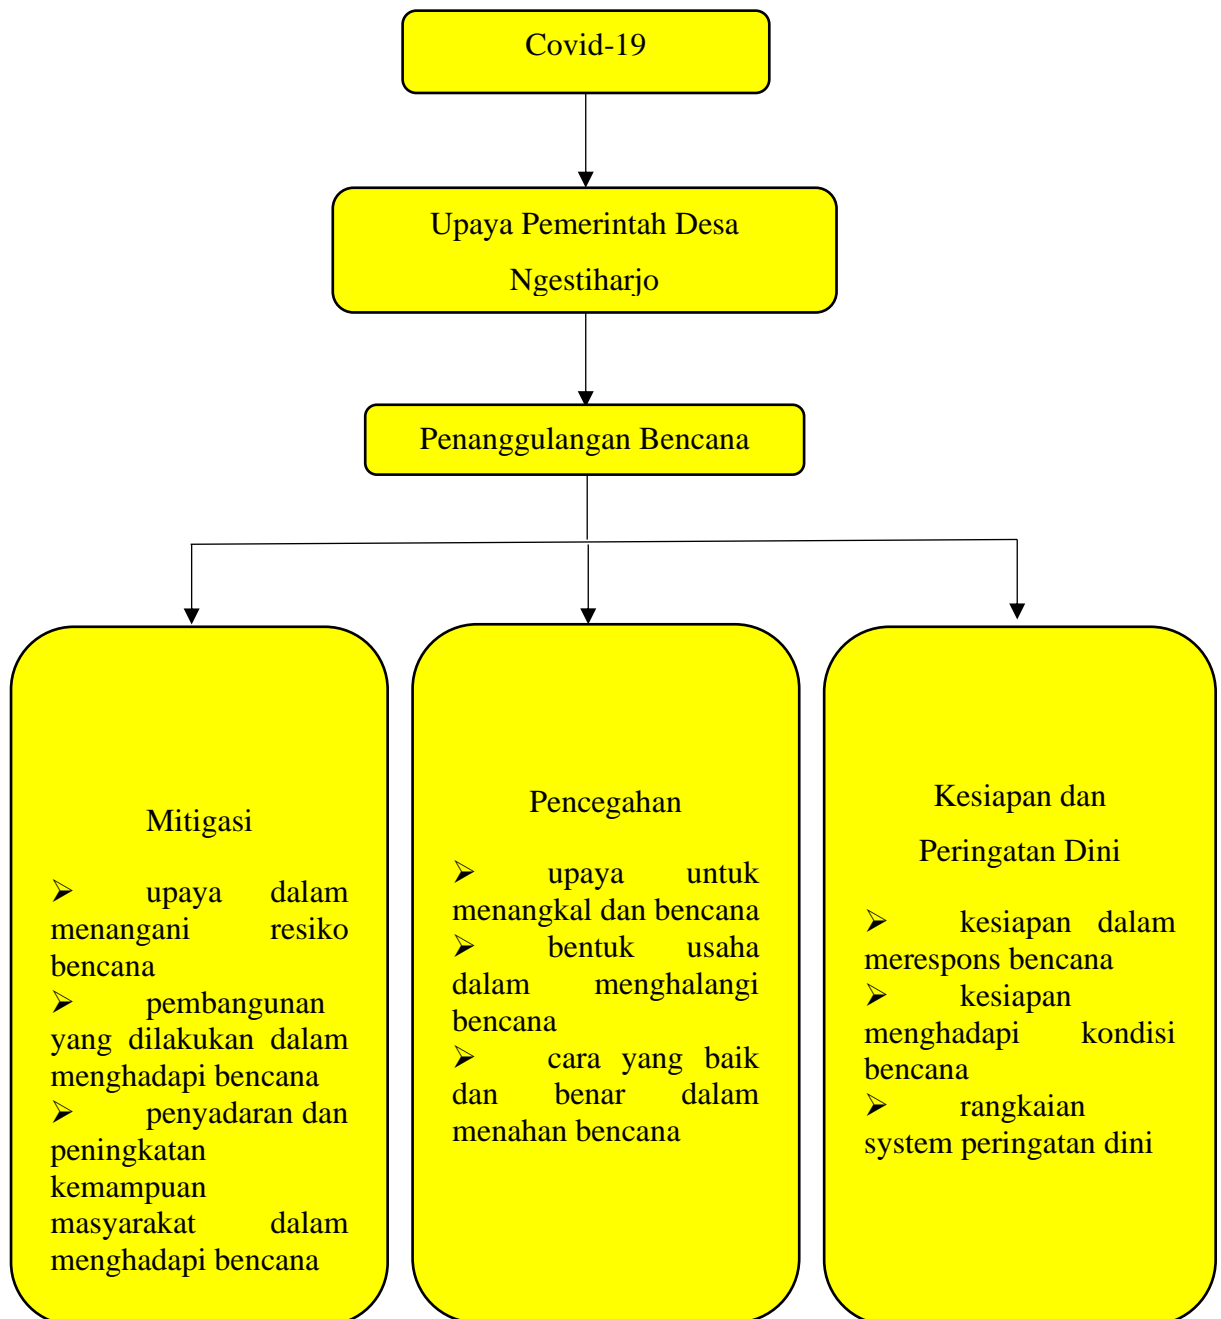 Covid-19
Upaya Pemerintah Desa
Ngestiharjo
Penanggulangan Bencana
Mitigasi
➢ upaya dalam
menangani resiko
bencana
➢ pembangunan
yang dilakukan dalam
menghadapi bencana
➢ penyadaran dan
peningkatan
kemampuan
masyarakat dalam
menghadapi bencana
Pencegahan
➢ upaya untuk
menangkal dan bencana
➢ bentuk usaha
dalam menghalangi
bencana
➢ cara yang baik
dan benar dalam
menahan bencana
Kesiapan dan
Peringatan Dini
➢ kesiapan dalam
merespons bencana
➢ kesiapan
menghadapi kondisi
bencana
➢ rangkaian
system peringatan dini